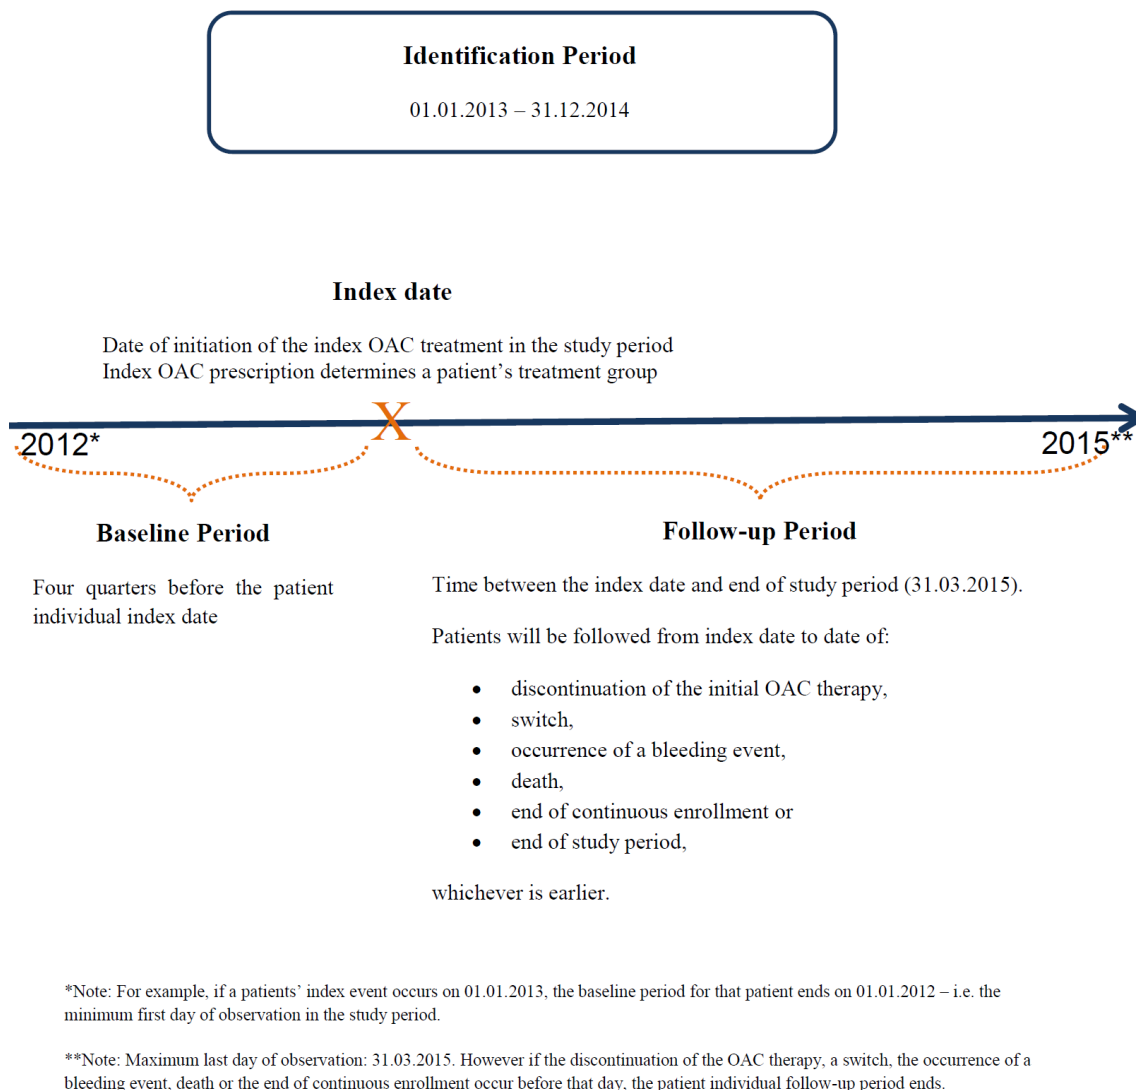 Identification Period
01.01.2013 – 31.12.2014
Index date
Date of initiation of the index OAC treatment in the study period
Index OAC prescription determines a patient’s treatment group
X
2012*
2015**
Baseline Period
Four quarters before the patient
individual index date
Follow-up Period
Time between the index date and end of study period (31.03.2015).
Patients will be followed from index date to date of:
• discontinuation of the initial OAC therapy,
• switch,
• occurrence of a bleeding event,
• death,
• end of continuous enrollment or
• end of study period,
whichever is earlier.
*Note: For example, if a patients’ index event occurs on 01.01.2013, the baseline period for that patient ends on 01.01.2012 – i.e. the
minimum first day of observation in the study period.
**Note: Maximum last day of observation: 31.03.2015. However if the discontinuation of the OAC therapy, a switch, the occurrence of a
bleeding event, death or the end of continuous enrollment occur before that day, the patient individual follow-up period ends.